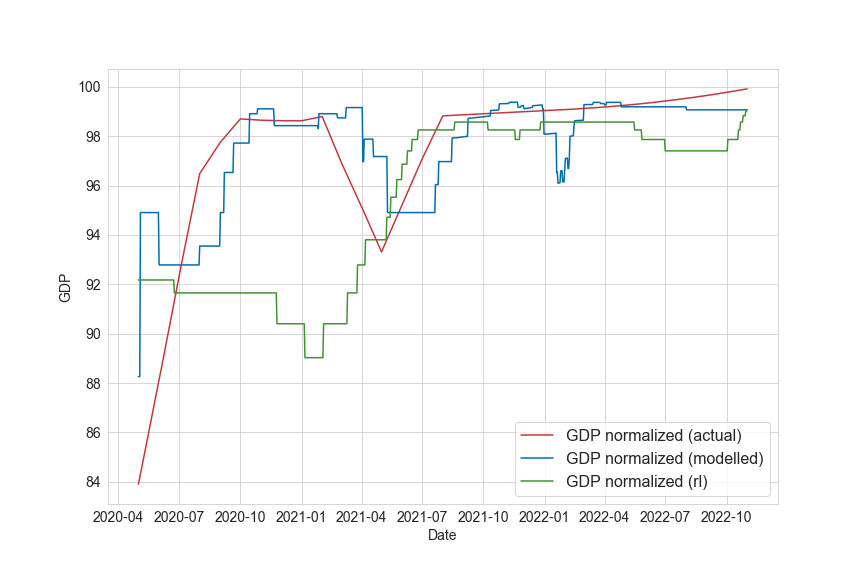 100
98
96
94
92
90
88
86
84
GDP
GDP normalized (actual)
GDP normalized (modelled)
GDP normalized (rl)
2020-04 2020-07 2020-10 2021-01 2021-04 2021-07 2021-10 2022-01 2022-04 2022-07 2022-10
Date